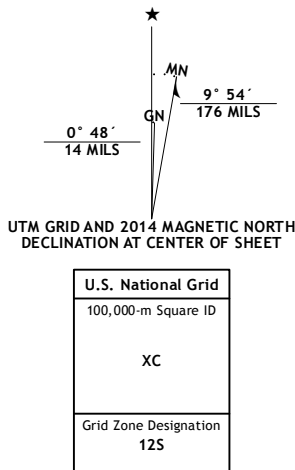 ★
MN
GN
9° 54´
176 MILS
0° 48´
14 MILS
UTM GRID AND 2014 MAGNETIC NORTH
DECLINATION AT CENTER OF SHEET
U.S. National Grid
100,000-m Square ID
XC
Grid Zone Designation
12S